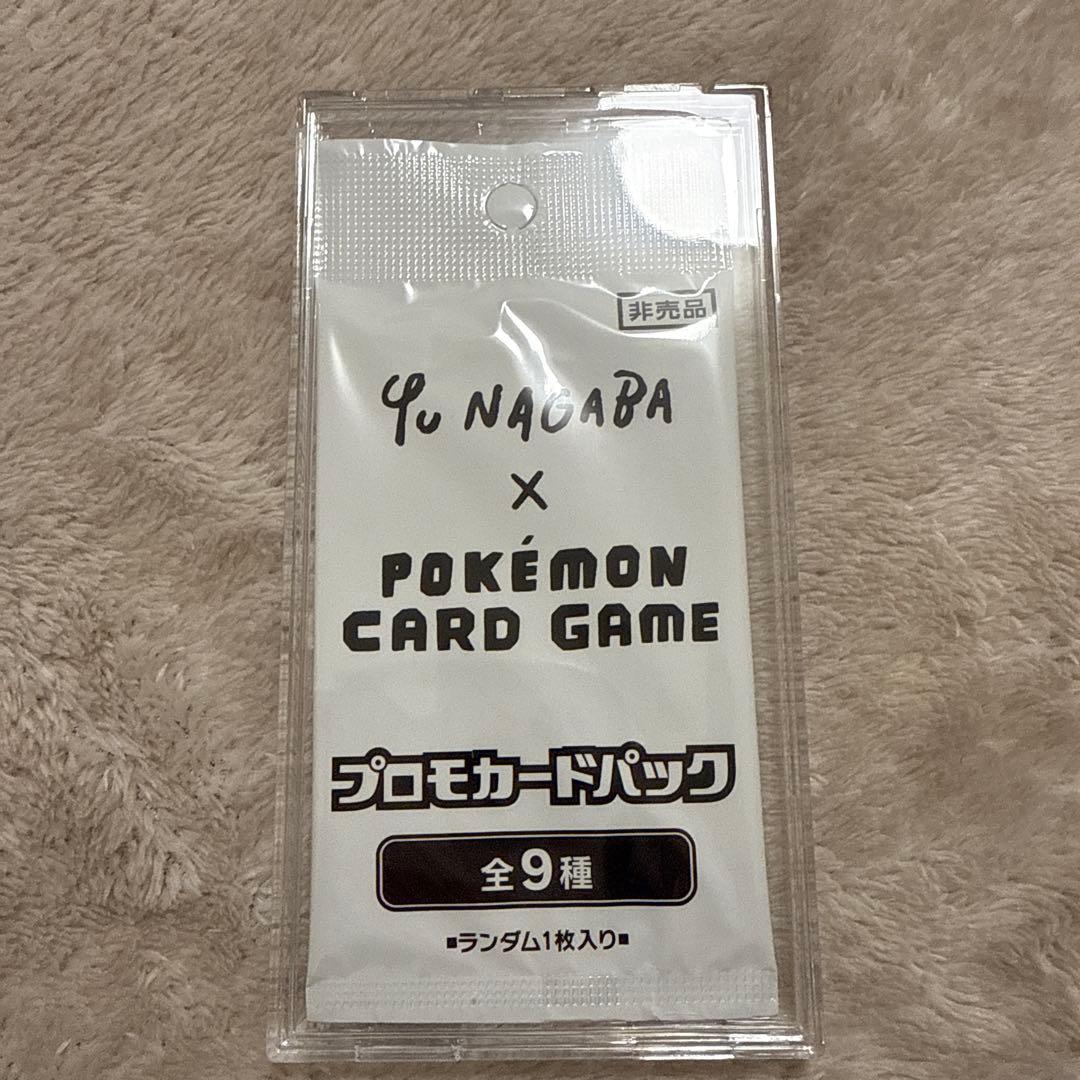 非売品
Yu NAGABA
×
POKÉMON
CARD GAME
プロモカードパック
全9種
■ランダム1枚入り■